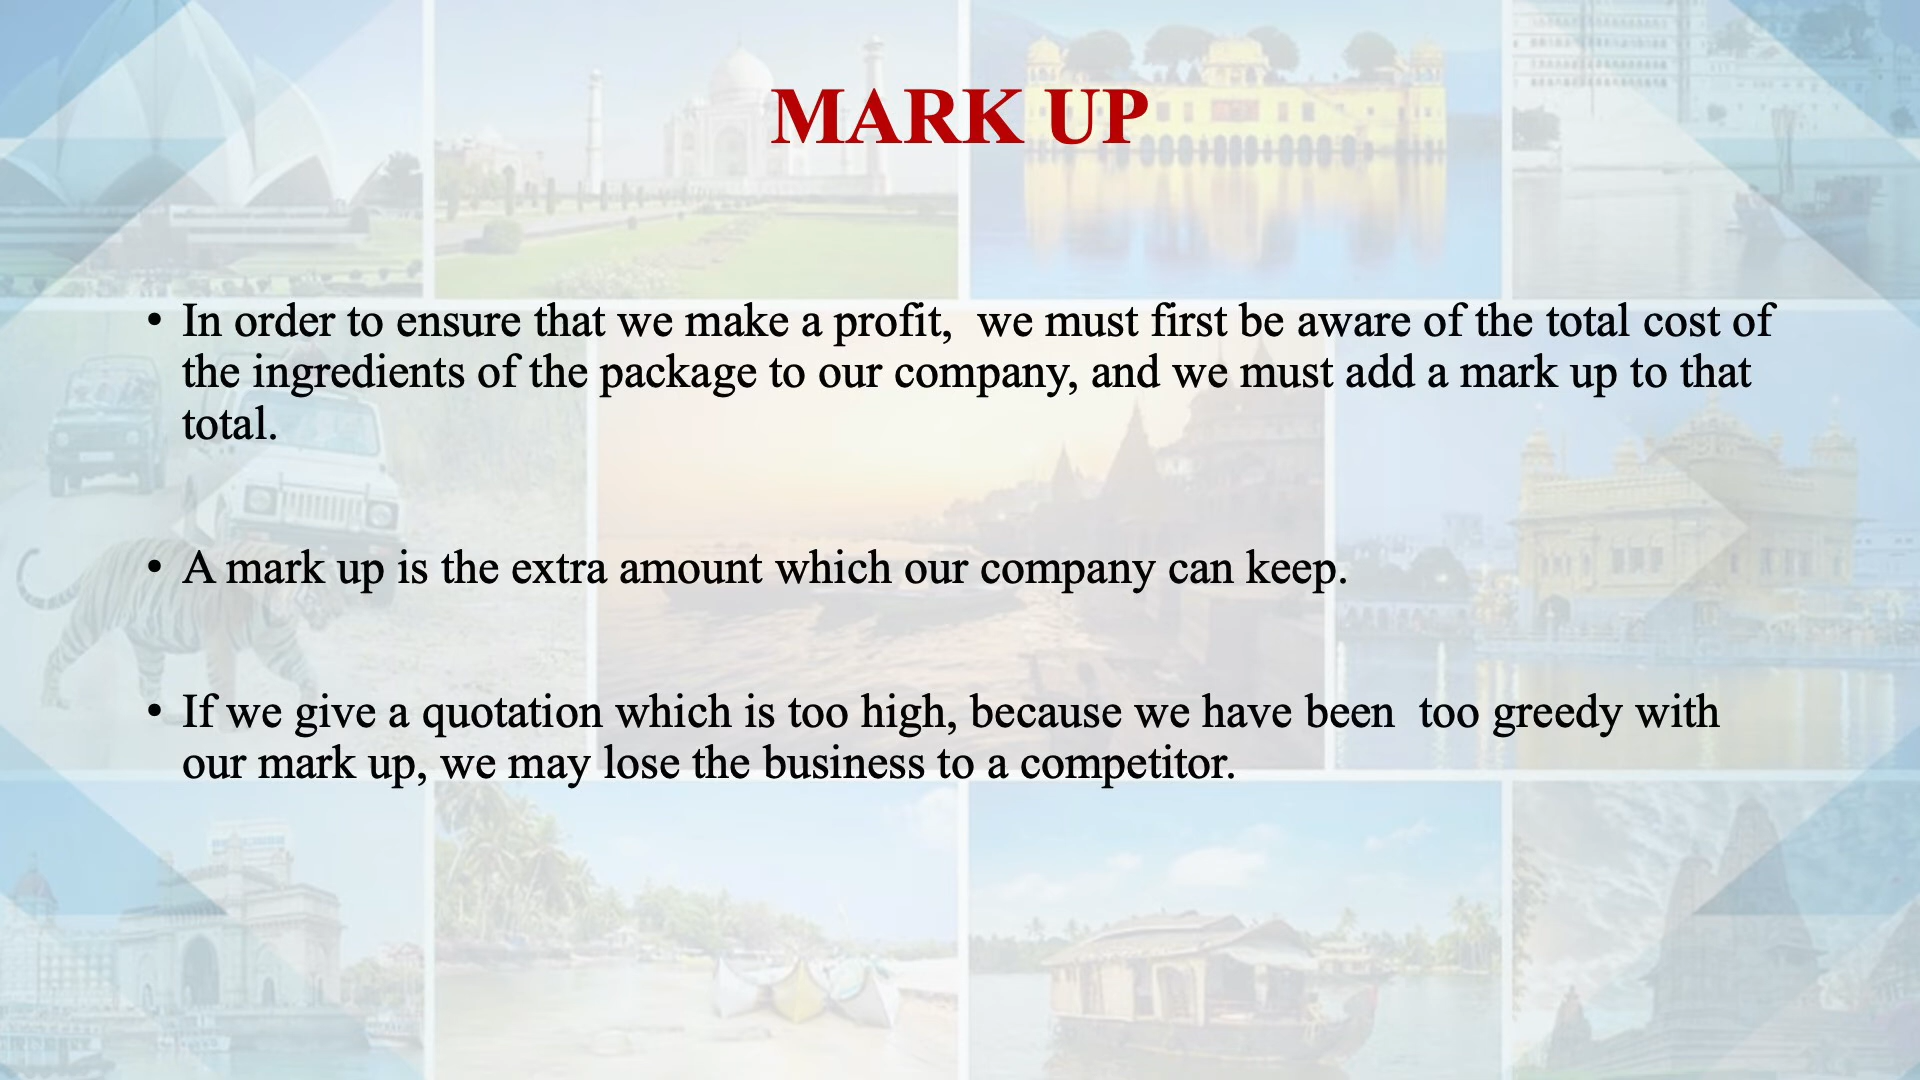 MARK UP
• In order to ensure that we make a profit,  we must first be aware of the total cost of
the ingredients of the package to our company, and we must add a mark up to that
total.
• A mark up is the extra amount which our company can keep.
• If we give a quotation which is too high, because we have been  too greedy with
our mark up, we may lose the business to a competitor.